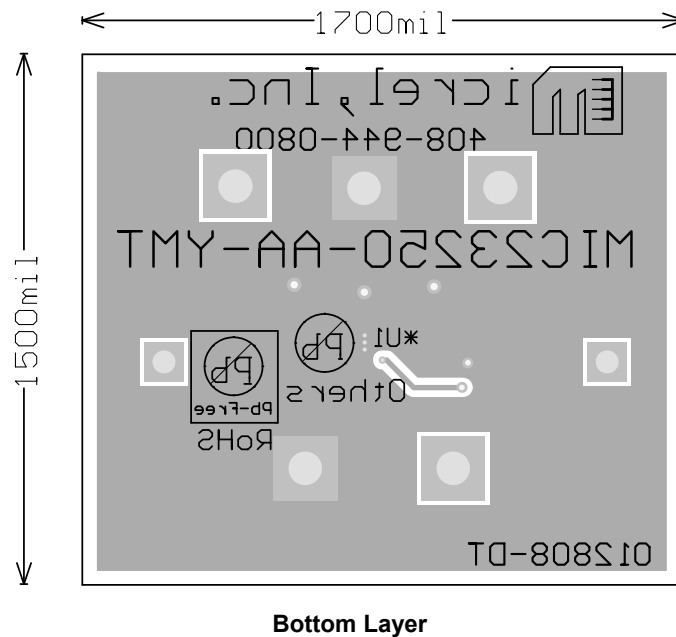 1700mil
1500mil
Micrel,Inc.
408-944-0800
MIC23250-AA-YMT
*U1
Pb
Pb
Others
Pb-Free
RoHS
012808-DT
Bottom Layer